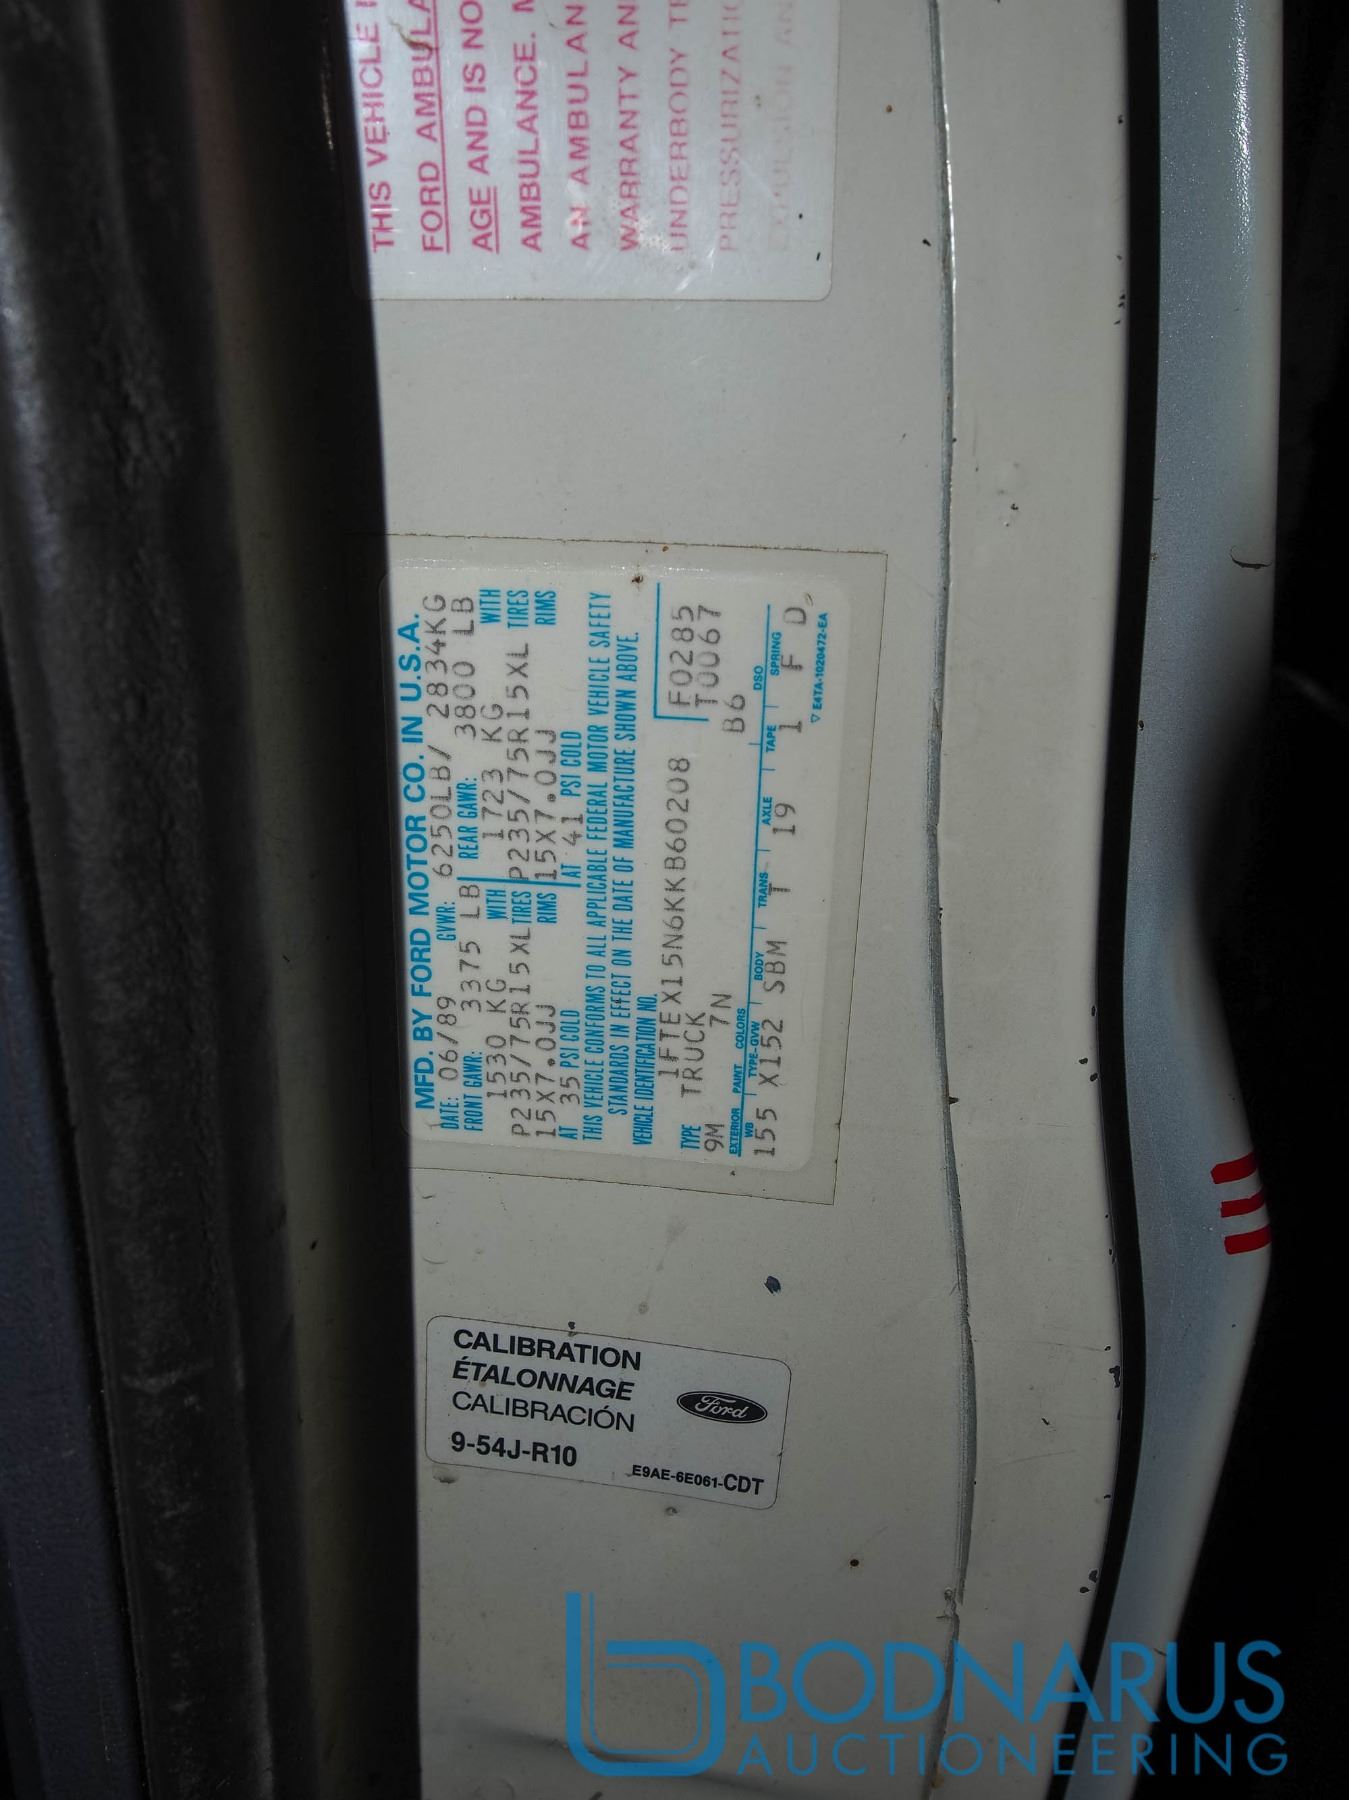 THIS VEHICLE
FORD AMBULA
AGE AND IS NO
AMBULANCE. M
AN AMBULAN
WARRANTY AN
UNDERBODY TE
PRESSURIZATIO
EXPULSION AN
MFD. BY FORD MOTOR CO. IN U.S.A.
DATE: 06/89 GVWR: 6250LB/ 2834KG
FRONT GAWR: 3375 LB REAR GAWR: 3800 LB
1530 KG WITH 1723 KG WITH
P235/75R15XL TIRES P235/75R15XL TIRES
15X7.0JJ RIMS 15X7.0JJ RIMS
AT 35 PSI COLD AT 41 PSI COLD
THIS VEHICLE CONFORMS TO ALL APPLICABLE FEDERAL MOTOR VEHICLE SAFETY
STANDARDS IN EFFECT ON THE DATE OF MANUFACTURE SHOWN ABOVE.
VEHICLE IDENTIFICATION NO.
1FTEX15N6KKB60208 F0285
TYPE TRUCK T0067
9M 7N B6
EXTERIOR PAINT COLORS DSO
WB TYPE-GVW BODY TRANS AXLE TAPE SPRING
155 X152 SBM T 19 1 F D
▽ E4TA-1020472-EA
CALIBRATION
ÉTALONNAGE
CALIBRACIÓN
Ford
9-54J-R10
E9AE-6E061-CDT
BODNARUS
AUCTIONEERING